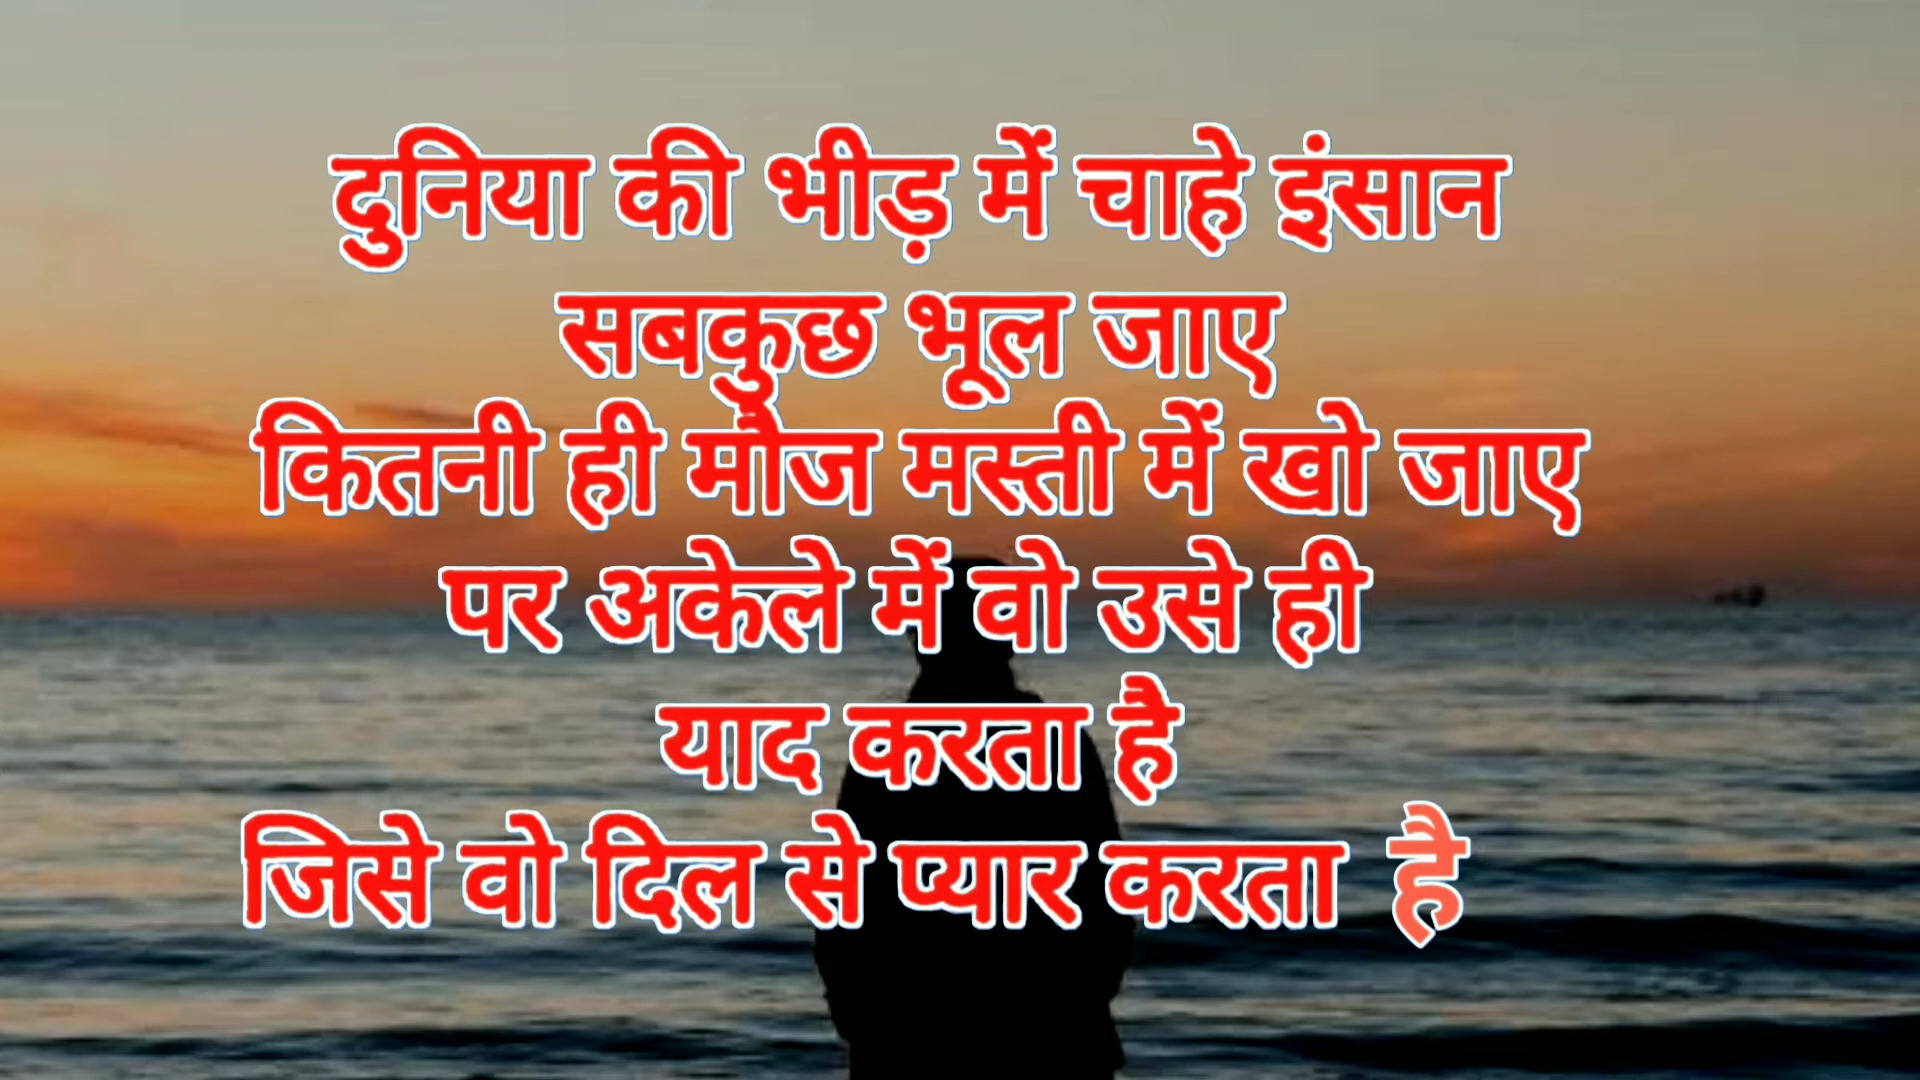 दुनिया की भीड़ में चाहे इंसान
सबकुछ भूल जाए
कितनी ही मौज मस्ती में खो जाए
पर अकेले में वो उसे ही
याद करता है
जिसे वो दिल से प्यार करता है